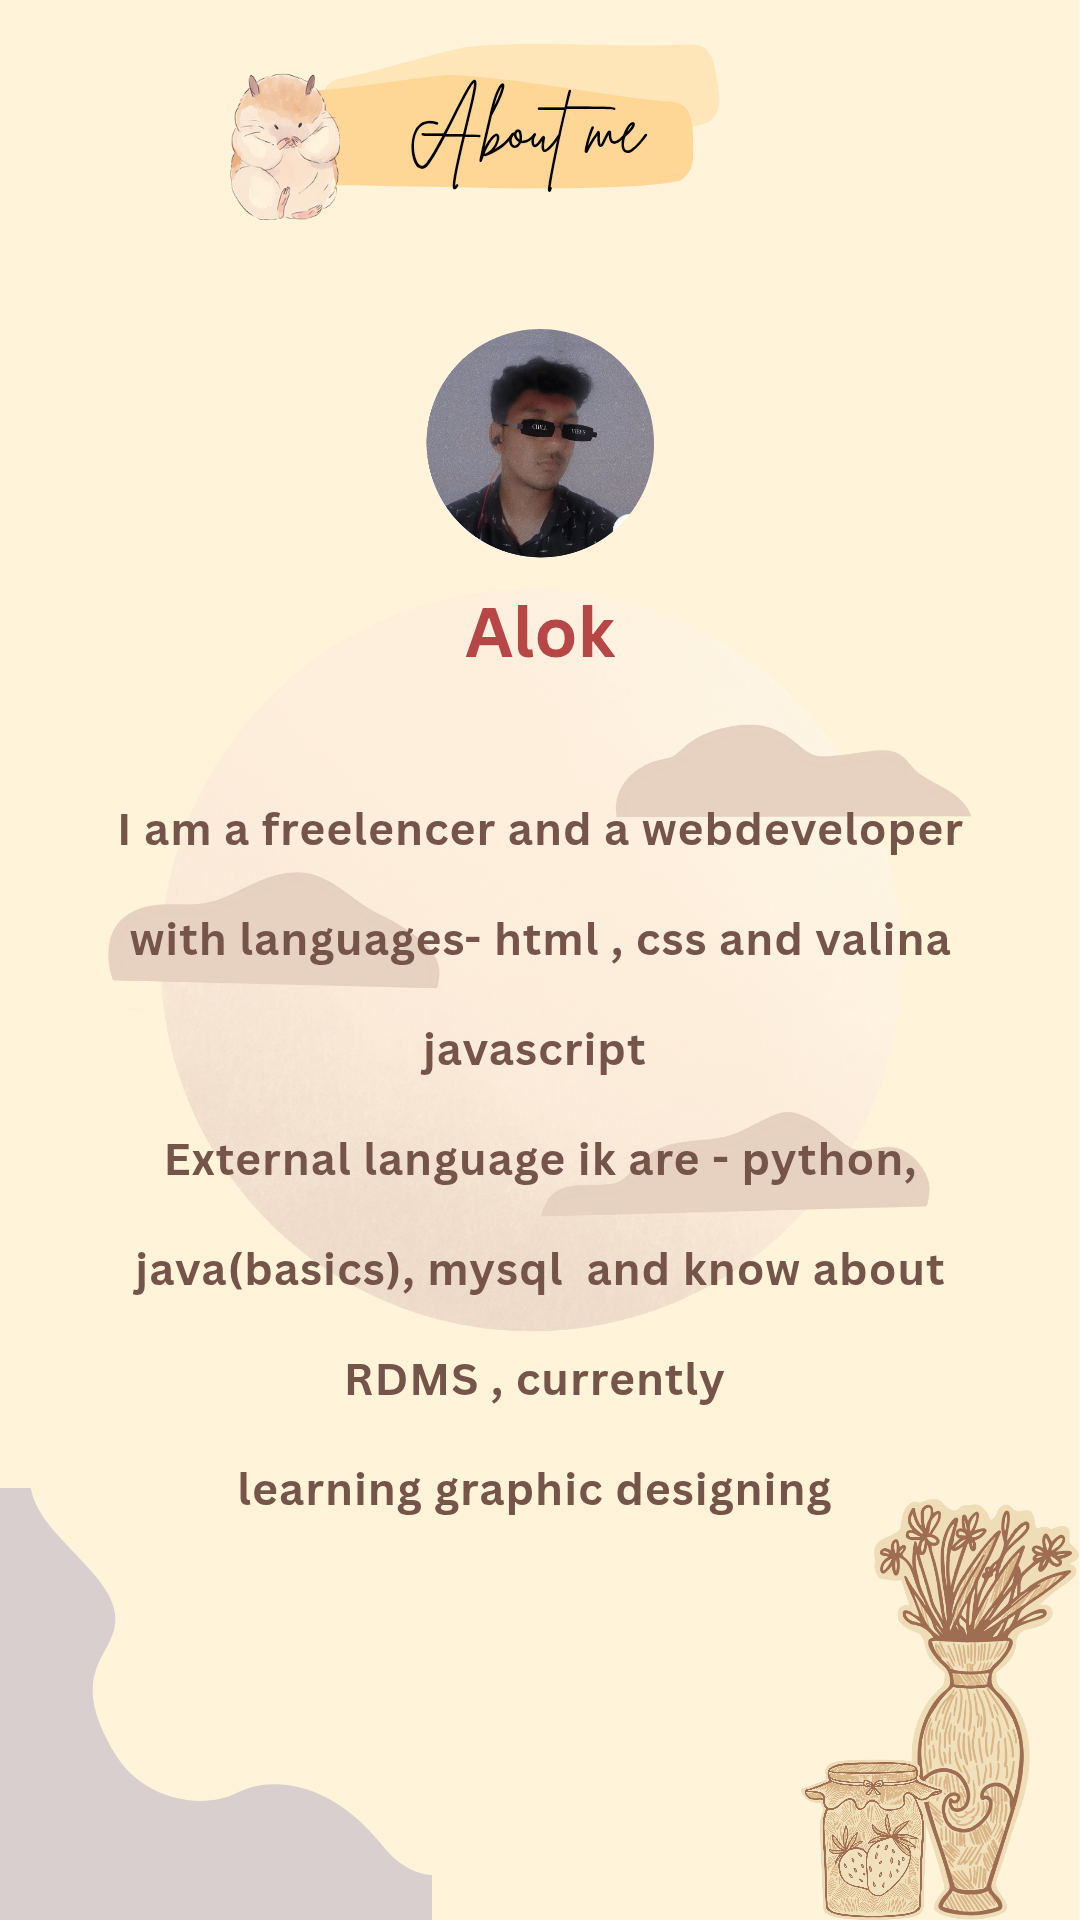 About me
Alok
I am a freelencer and a webdeveloper
with languages- html , css and valina
javascript
External language ik are - python,
java(basics), mysql  and know about
RDMS , currently
learning graphic designing